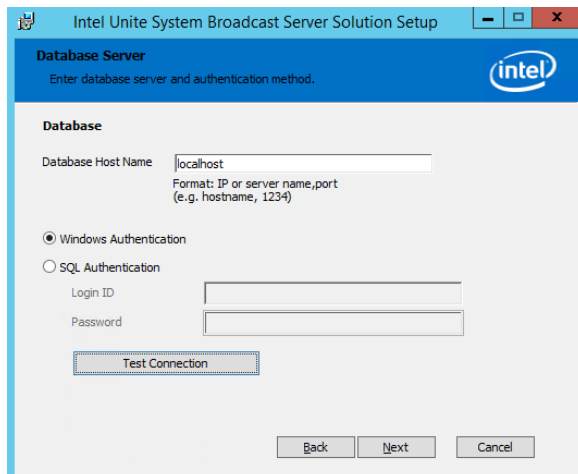 Intel Unite System Broadcast Server Solution Setup
Database Server
Enter database server and authentication method.
intel
Database
Database Host Name
localhost
Format: IP or server name,port
(e.g. hostname, 1234)
Windows Authentication
SQL Authentication
Login ID
Password
Test Connection
Back Next Cancel